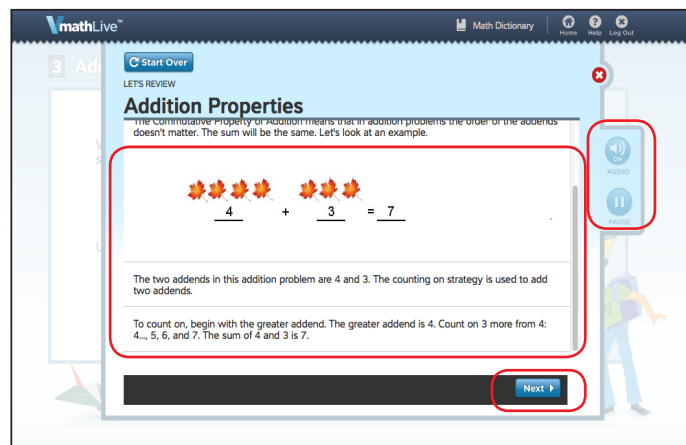 VmathLive™
Math Dictionary
Home Help Log Out
3 Add
Start Over
LET'S REVIEW
Addition Properties
The Commutative Property of Addition means that in addition problems the order of the addends
doesn't matter. The sum will be the same. Let's look at an example.
4 + 3 = 7
The two addends in this addition problem are 4 and 3. The counting on strategy is used to add
two addends.
To count on, begin with the greater addend. The greater addend is 4. Count on 3 more from 4:
4..., 5, 6, and 7. The sum of 4 and 3 is 7.
Next
ON
AUDIO
PAUSE